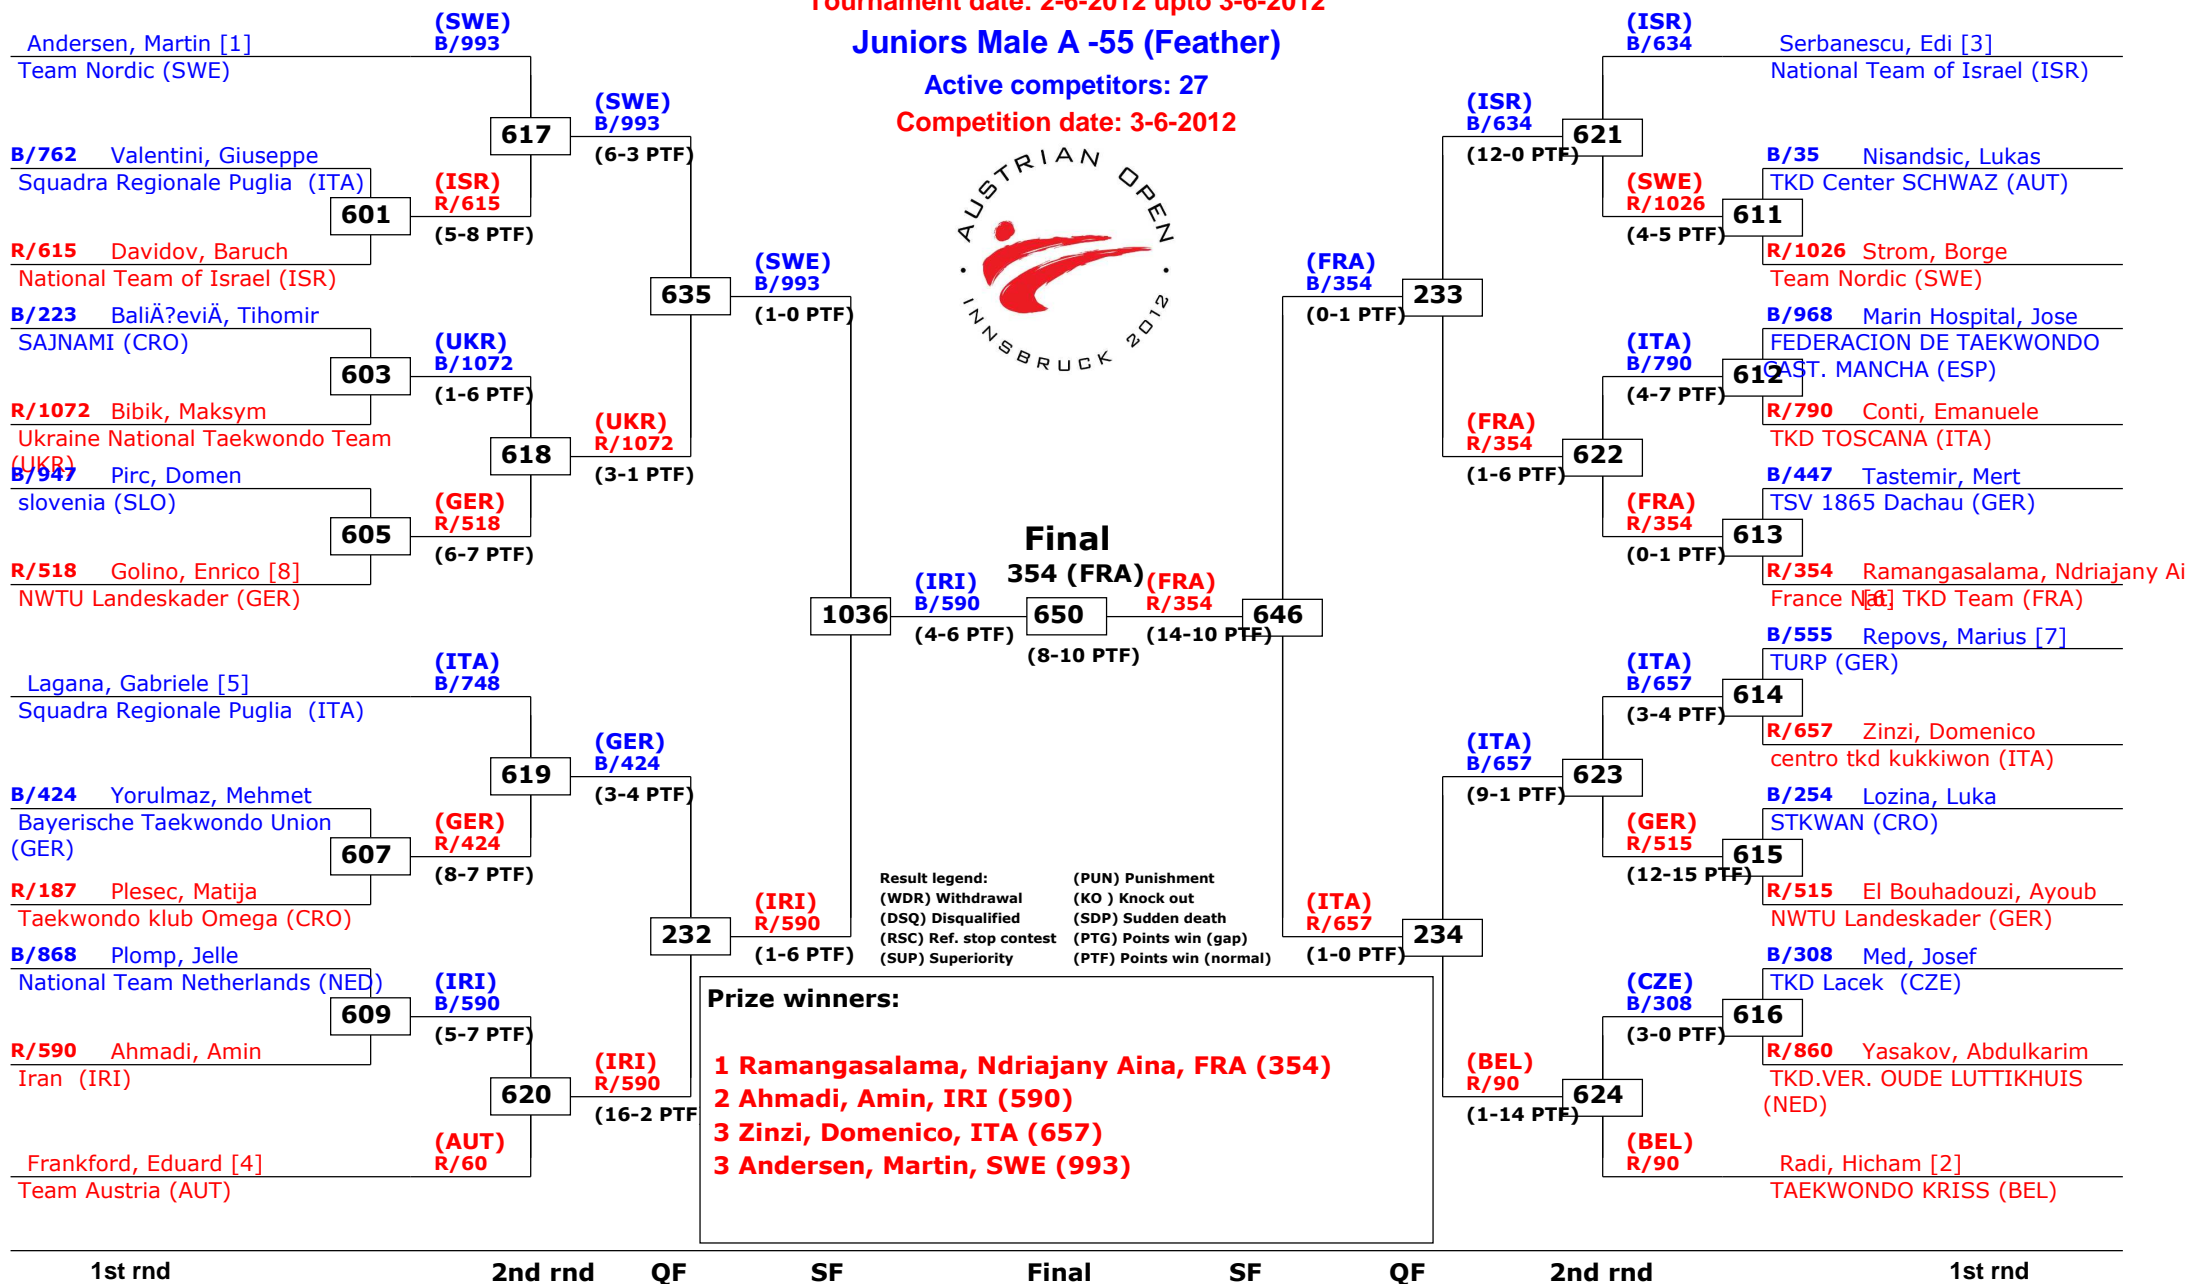 Tournament date: 2-6-2012 upto 3-6-2012
Juniors Male A -55 (Feather)
Active competitors: 27
Competition date: 3-6-2012
AUSTRIAN OPEN
INNSBRUCK 2012
Andersen, Martin [1]
Team Nordic (SWE)
B/762 Valentini, Giuseppe
Squadra Regionale Puglia (ITA)
601
R/615 Davidov, Baruch
National Team of Israel (ISR)
B/223 BaliÄ?eviÄ, Tihomir
SAJNAMI (CRO)
603
R/1072 Bibik, Maksym
Ukraine National Taekwondo Team
(UKR)
B/947 Pirc, Domen
slovenia (SLO)
605
R/518 Golino, Enrico [8]
NWTU Landeskader (GER)
Lagana, Gabriele [5]
Squadra Regionale Puglia (ITA)
B/424 Yorulmaz, Mehmet
Bayerische Taekwondo Union
(GER)
607
R/187 Plesec, Matija
Taekwondo klub Omega (CRO)
B/868 Plomp, Jelle
National Team Netherlands (NED)
609
R/590 Ahmadi, Amin
Iran (IRI)
Frankford, Eduard [4]
Team Austria (AUT)
(SWE)
B/993
617
(ISR)
R/615
(5-8 PTF)
(UKR)
B/1072
(1-6 PTF)
618
(GER)
R/518
(6-7 PTF)
(ITA)
B/748
619
(GER)
R/424
(8-7 PTF)
(IRI)
B/590
(5-7 PTF)
620
(AUT)
R/60
(SWE)
B/993
(6-3 PTF)
635
(UKR)
R/1072
(3-1 PTF)
(GER)
B/424
(3-4 PTF)
232
(IRI)
R/590
(16-2 PTF
(SWE)
B/993
(1-0 PTF)
1036
(IRI)
R/590
(1-6 PTF)
(IRI)
B/590
(4-6 PTF)
Final
354 (FRA)
650
(8-10 PTF)
(FRA)
R/354
(14-10 PTF)
646
(FRA)
B/354
(0-1 PTF)
233
(ITA)
R/657
(1-0 PTF)
234
(ISR)
B/634
(12-0 PTF)
621
(FRA)
R/354
(1-6 PTF)
622
(ITA)
B/657
(9-1 PTF)
623
(BEL)
R/90
(1-14 PTF)
624
(ISR)
B/634
(SWE)
R/1026
(4-5 PTF)
(ITA)
B/790
(4-7 PTF)
(FRA)
R/354
(0-1 PTF)
(ITA)
B/657
(3-4 PTF)
(GER)
R/515
(12-15 PTF)
(CZE)
B/308
(3-0 PTF)
(BEL)
R/90
Serbanescu, Edi [3]
National Team of Israel (ISR)
B/35 Nisandsic, Lukas
TKD Center SCHWAZ (AUT)
611
R/1026 Strom, Borge
Team Nordic (SWE)
B/968 Marin Hospital, Jose
FEDERACION DE TAEKWONDO
CAST. MANCHA (ESP)
612
R/790 Conti, Emanuele
TKD TOSCANA (ITA)
B/447 Tastemir, Mert
TSV 1865 Dachau (GER)
613
R/354 Ramangasalama, Ndriajany Ai
[6]
France Nat. TKD Team (FRA)
B/555 Repovs, Marius [7]
TURP (GER)
614
R/657 Zinzi, Domenico
centro tkd kukkiwon (ITA)
B/254 Lozina, Luka
STKWAN (CRO)
615
R/515 El Bouhadouzi, Ayoub
NWTU Landeskader (GER)
B/308 Med, Josef
TKD Lacek (CZE)
616
R/860 Yasakov, Abdulkarim
TKD.VER. OUDE LUTTIKHUIS
(NED)
Radi, Hicham [2]
TAEKWONDO KRISS (BEL)
Result legend: (PUN) Punishment
(WDR) Withdrawal (KO ) Knock out
(DSQ) Disqualified (SDP) Sudden death
(RSC) Ref. stop contest (PTG) Points win (gap)
(SUP) Superiority (PTF) Points win (normal)
Prize winners:
1 Ramangasalama, Ndriajany Aina, FRA (354)
2 Ahmadi, Amin, IRI (590)
3 Zinzi, Domenico, ITA (657)
3 Andersen, Martin, SWE (993)
1st rnd 2nd rnd QF SF Final SF QF 2nd rnd 1st rnd